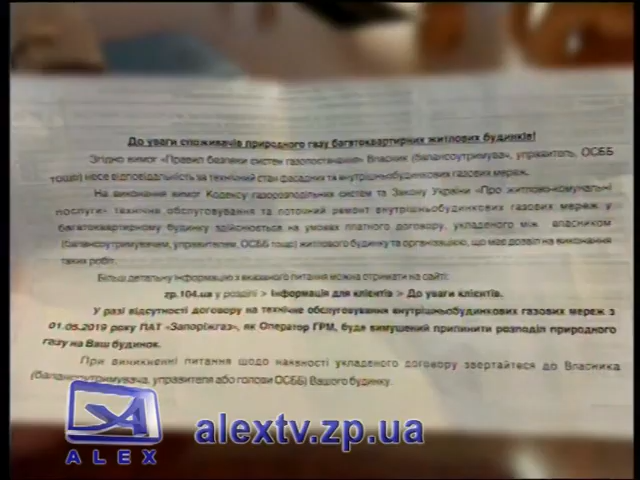 До уваги споживачів природного газу багатоквартирних житлових будинків!
Згідно вимог «Правил безпеки систем газопостачання» Власник (балансоутримувач, управитель, ОСББ
тощо) несе відповідальність за технічний стан фасадних та внутрішньобудинкових газових мереж.
На виконання вимог Кодексу газорозподільних систем та Закону України «Про житлово-комунальні
послуги» технічне обслуговування та поточний ремонт внутрішньобудинкових газових мереж у
багатоквартирному будинку здійснюється на умовах платного договору, укладеного між власником
(балансоутримувачем, управителем, ОСББ тощо) житлового будинку та організацією, що має дозвіл на виконання
таких робіт.
Більш детальну інформацію з вказаного питання можна отримати на сайті:
zp.104.ua у розділі > Інформація для клієнтів > До уваги клієнтів.
У разі відсутності договору на технічне обслуговування внутрішньобудинкових газових мереж з
01.05.2019 року ПАТ «Запоріжгаз», як Оператор ГРМ, буде вимушений припинити розподіл природного
газу на Ваш будинок.
При виникненні питання щодо наявності укладеного договору звертайтеся до Власника
(балансоутримувача, управителя або голови ОСББ) Вашого будинку.
ALEX
alextv.zp.ua